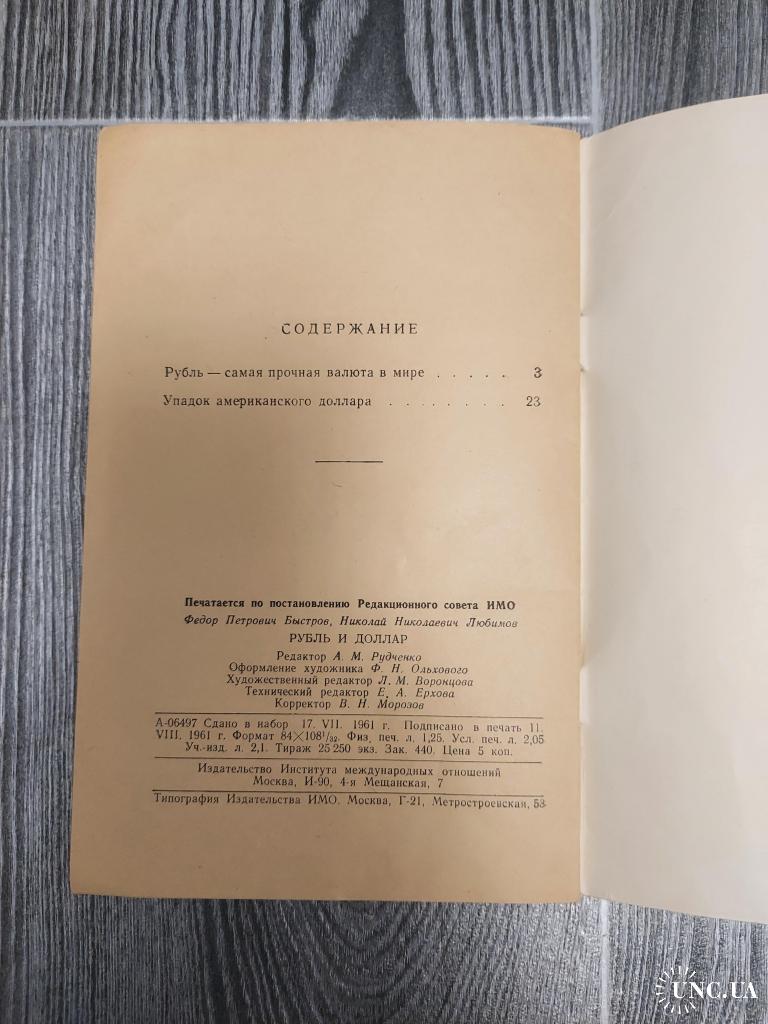 СОДЕРЖАНИЕ
Рубль — самая прочная валюта в мире . . . . . 3
Упадок американского доллара . . . . . . . . 23
Печатается по постановлению Редакционного совета ИМО
Федор Петрович Быстров, Николай Николаевич Любимов
РУБЛЬ И ДОЛЛАР
Редактор А. М. Рудченко
Оформление художника Ф. Н. Ольхового
Художественный редактор Л. М. Воронцова
Технический редактор Е. А. Ерхова
Корректор В. Н. Морозов
А-06497 Сдано в набор 17. VII. 1961 г. Подписано в печать 11.
VIII. 1961 г. Формат 84×108¹/₃₂. Физ. печ. л. 1,25. Усл. печ. л. 2,05
Уч.-изд. л. 2,1. Тираж 25 250 экз. Зак. 440. Цена 5 коп.
Издательство Института международных отношений
Москва, И-90, 4-я Мещанская, 7
Типография Издательства ИМО. Москва, Г-21, Метростроевская, 53
UNC.UA